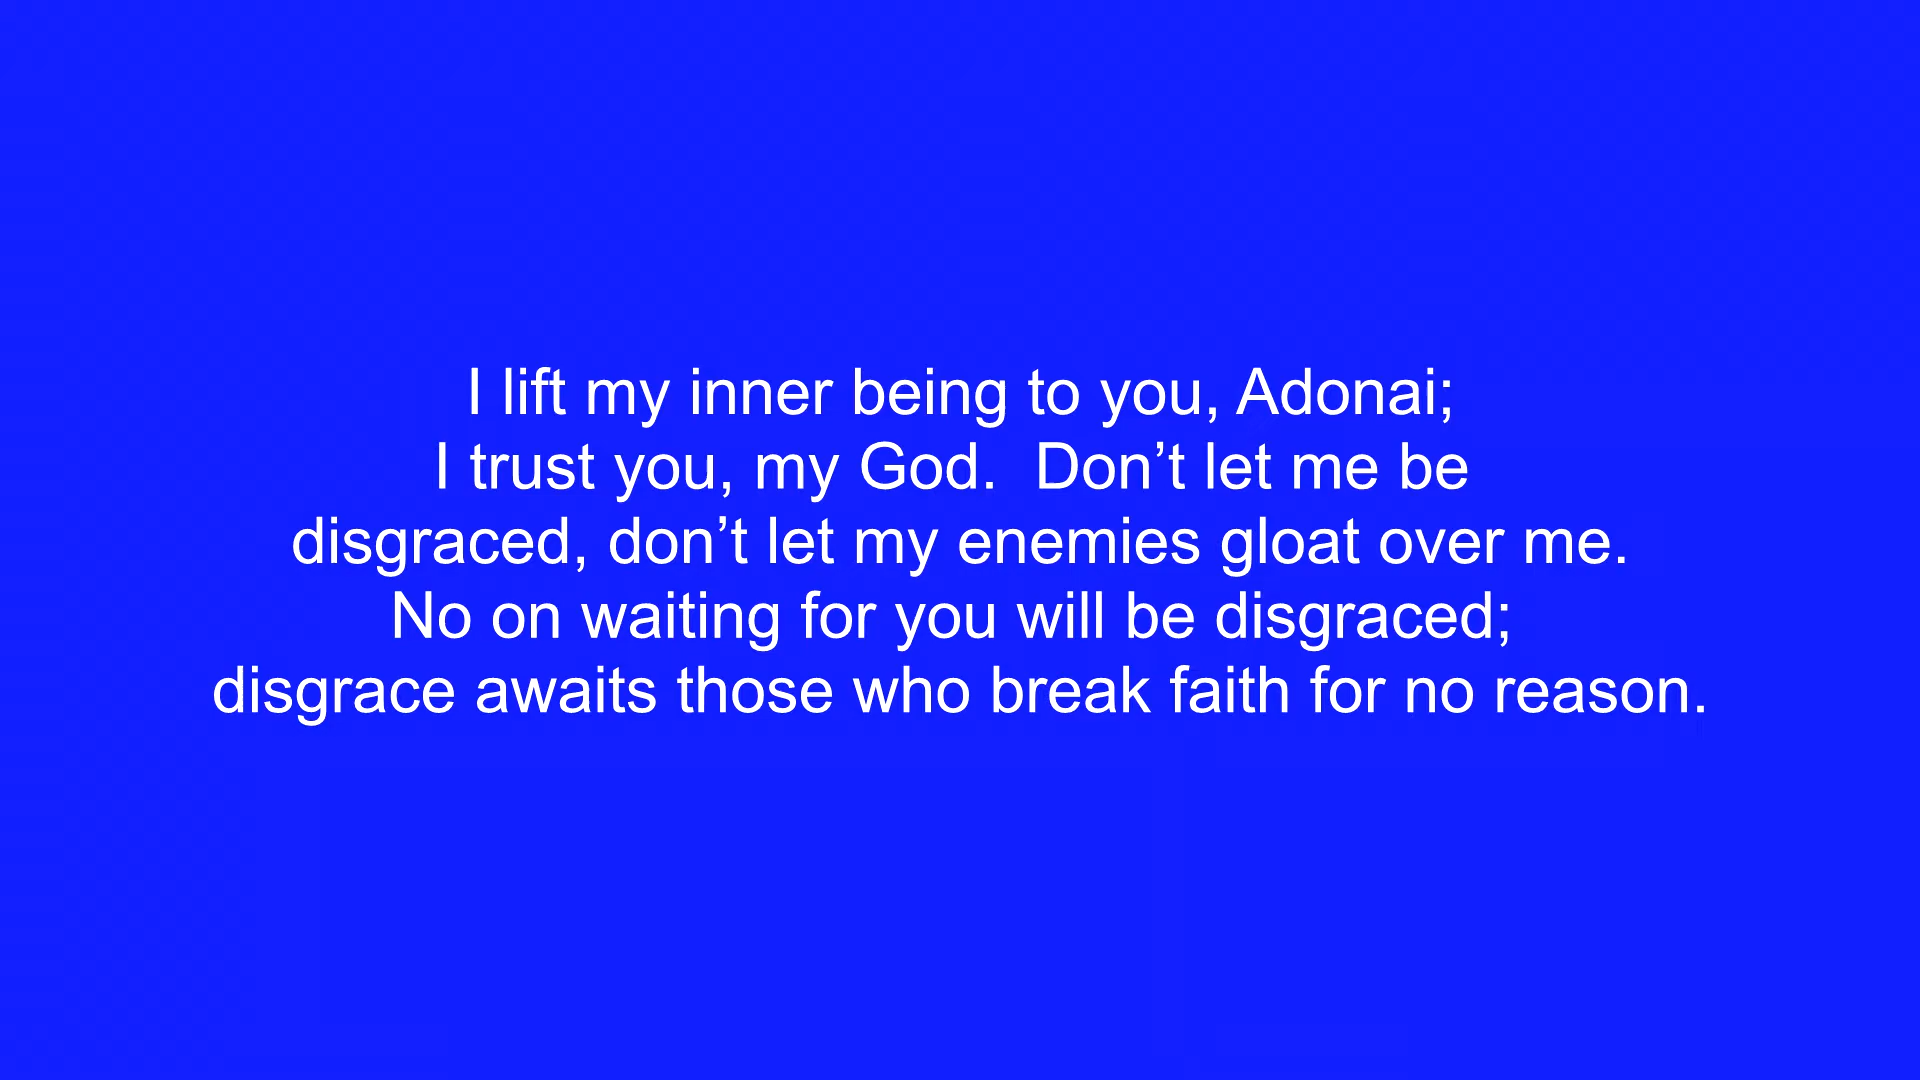 I lift my inner being to you, Adonai;
I trust you, my God.  Don’t let me be
disgraced, don’t let my enemies gloat over me.
No on waiting for you will be disgraced;
disgrace awaits those who break faith for no reason.